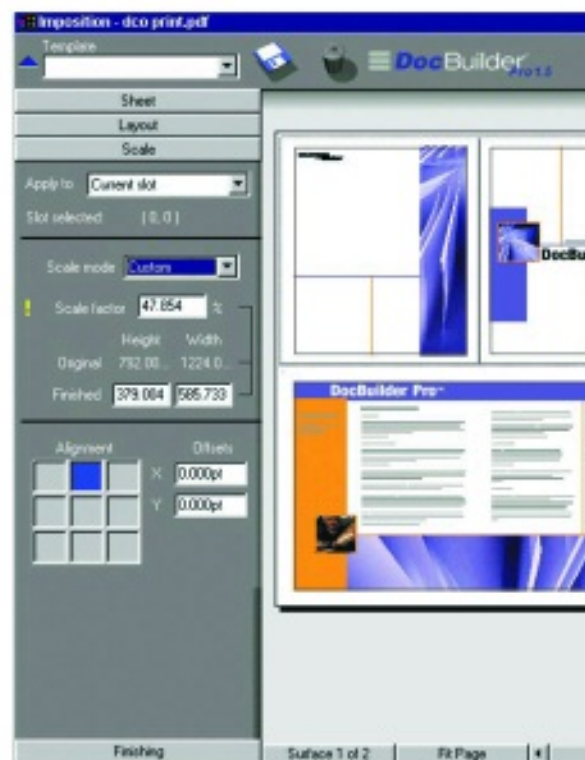 Imposition - dco print.pdf
Template
DocBuilder
Pro 1.5
Sheet
Layout
Scale
Apply to Current slot
Slot selected (0, 0)
Scale mode Custom
! Scale factor 47.854 %
Height Width
Original 792.00... 1224.0...
Finished 379.004 585.733
Alignment Offsets
X 0.000pt
Y 0.000pt
Finishing
DocBu
DocBuilder Pro™
Surface 1 of 2 Fit Page